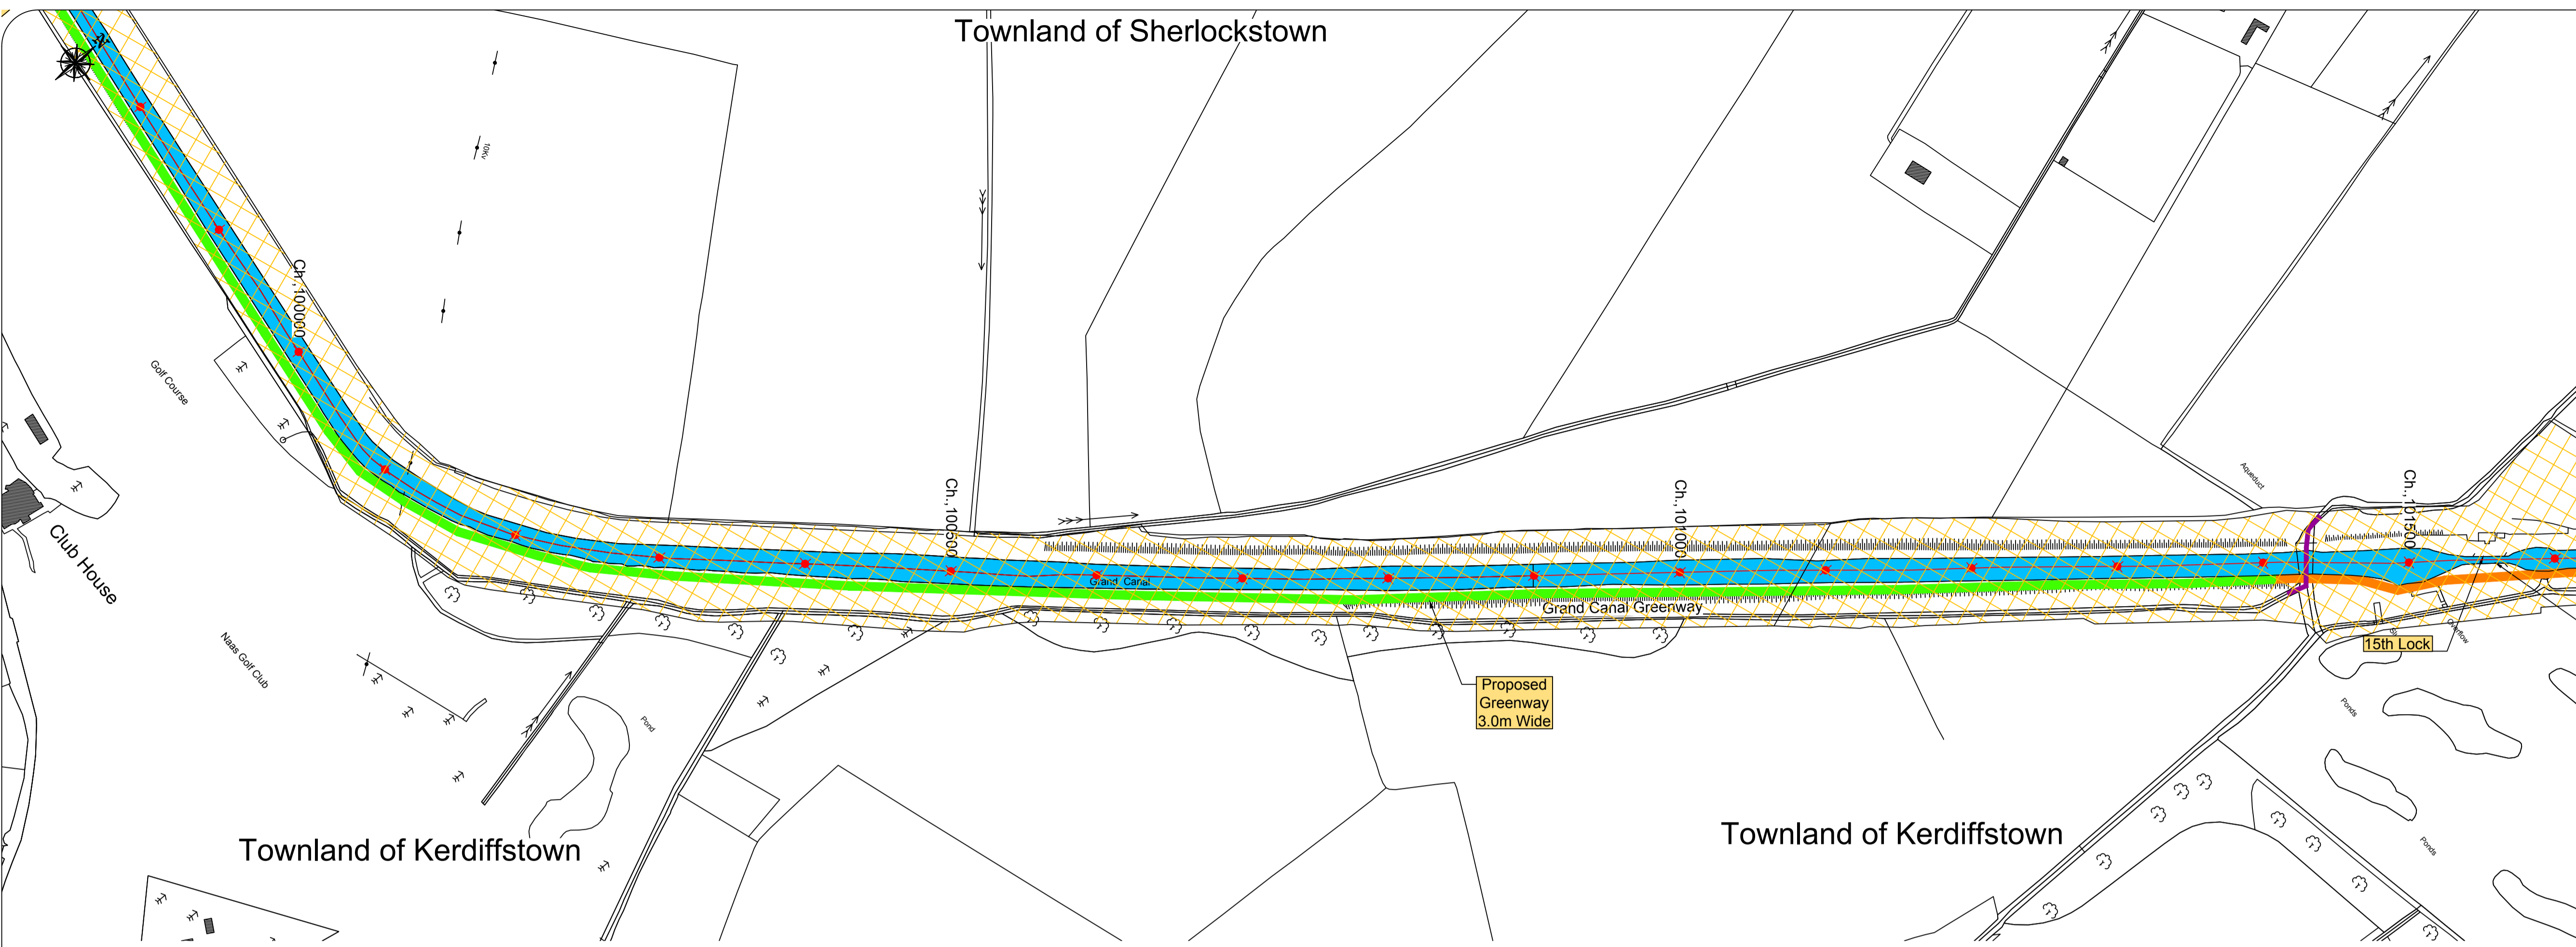 Townland of Sherlockstown
N
10Kv
Ch.,100000
Golf Course
Club House
Naas Golf Club
Pond
Townland of Kerdiffstown
Ch.,100500
Grand Canal
Ch.,101000
Grand Canal Greenway
Proposed
Greenway
3.0m Wide
Aqueduct
Ch.,101500
15th Lock
Overflow
Ponds
Ponds
Townland of Kerdiffstown